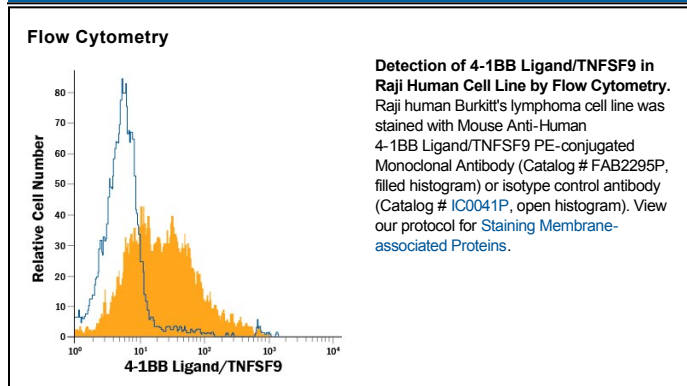 Flow Cytometry
Relative Cell Number
80
70
60
50
40
30
20
10
0
10⁰
10¹
10²
10³
10⁴
4-1BB Ligand/TNFSF9
Detection of 4-1BB Ligand/TNFSF9 in
Raji Human Cell Line by Flow Cytometry.
Raji human Burkitt's lymphoma cell line was
stained with Mouse Anti-Human
4-1BB Ligand/TNFSF9 PE-conjugated
Monoclonal Antibody (Catalog # FAB2295P,
filled histogram) or isotype control antibody
(Catalog # IC0041P, open histogram). View
our protocol for Staining Membrane-
associated Proteins.